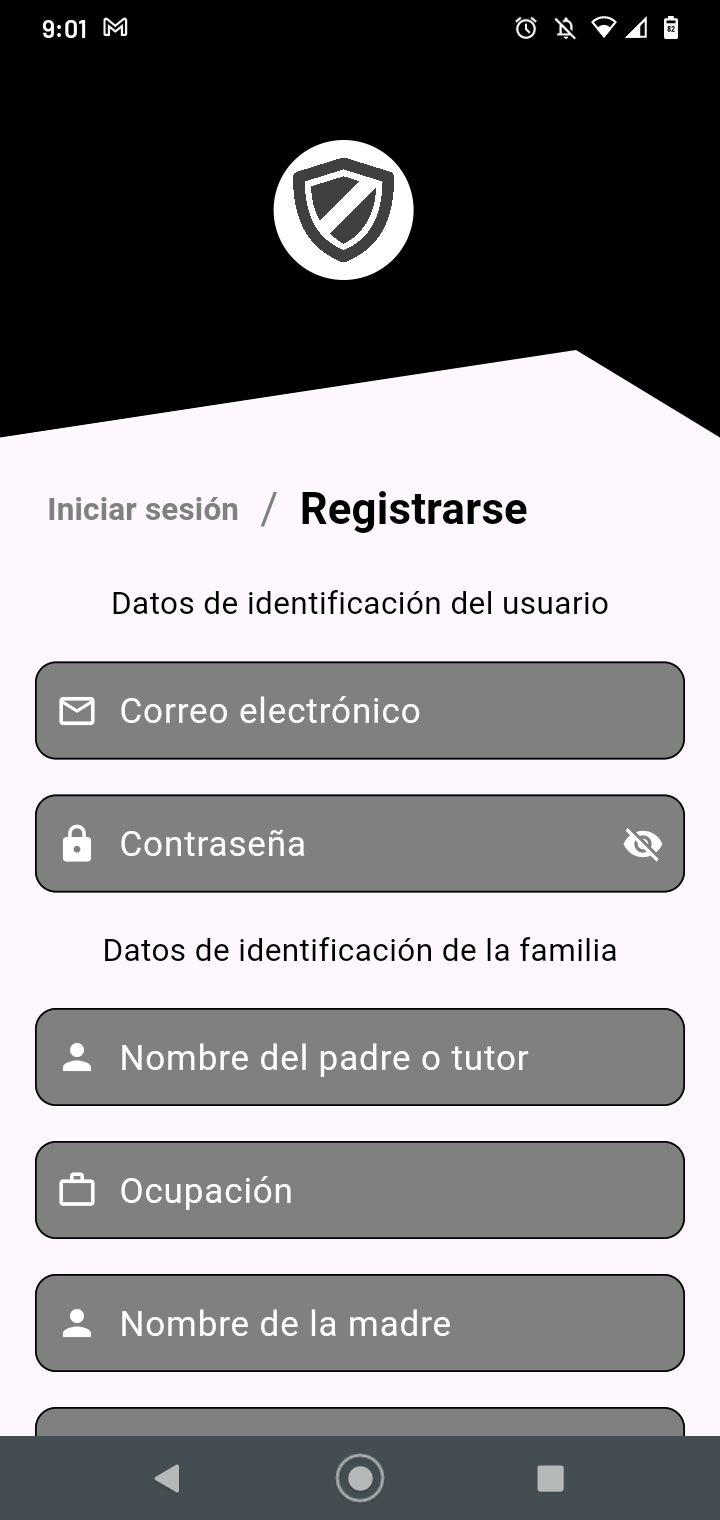 9:01
82
Iniciar sesión / Registrarse
Datos de identificación del usuario
Correo electrónico
Contraseña
Datos de identificación de la familia
Nombre del padre o tutor
Ocupación
Nombre de la madre